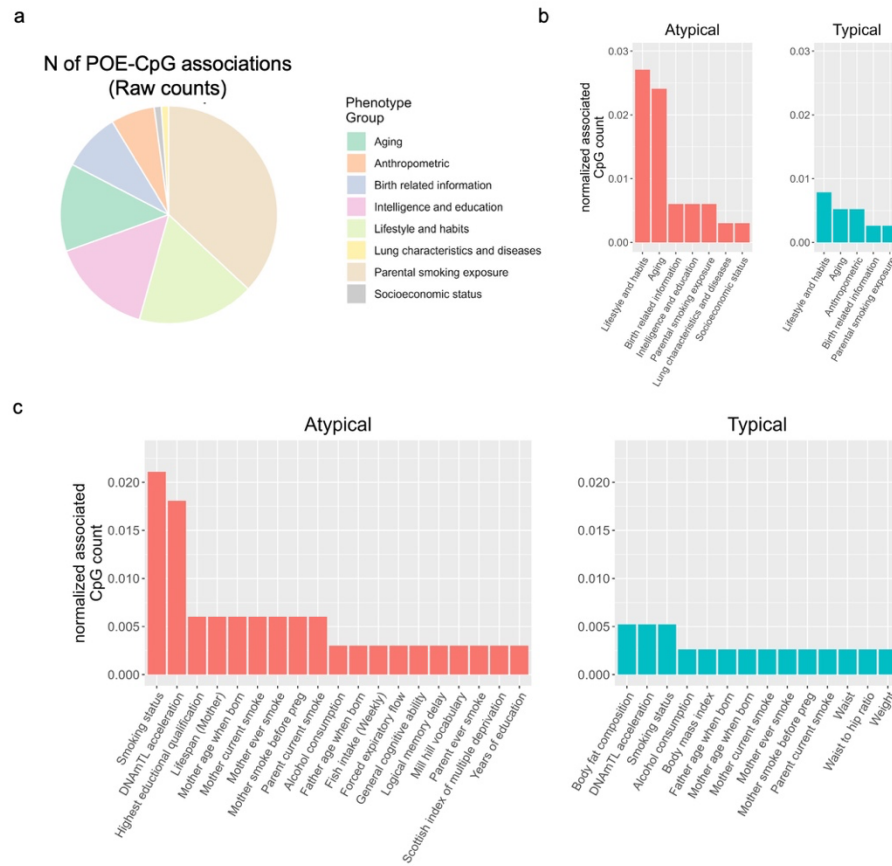 a
N of POE-CpG associations
(Raw counts)
Phenotype
Group
Aging
Anthropometric
Birth related information
Intelligence and education
Lifestyle and habits
Lung characteristics and diseases
Parental smoking exposure
Socioeconomic status
b
Atypical
normalized associated
CpG count
0.03
0.02
0.01
0.00
Lifestyle and habits
Aging
Birth related information
Intelligence and education
Parental smoking exposure
Lung characteristics and diseases
Socioeconomic status
Typical
0.03
0.02
0.01
0.00
Lifestyle and habits
Aging
Anthropometric
Birth related information
Parental smoking exposure
c
Atypical
normalized associated
CpG count
0.020
0.015
0.010
0.005
0.000
Smoking status
DNAmTL acceleration
Highest educational qualification
Lifespan (Mother)
Mother age when born
Mother current smoke
Mother ever smoke
Mother smoke before preg
Parent current smoke
Alcohol consumption
Father age when born
Fish intake (Weekly)
Forced expiratory flow
General cognitive ability
Logical memory delay
Mill hill vocabulary
Parent ever smoke
Scottish index of multiple deprivation
Years of education
Typical
0.020
0.015
0.010
0.005
0.000
Body fat composition
DNAmTL acceleration
Smoking status
Alcohol consumption
Body mass index
Father age when born
Mother age when born
Mother current smoke
Mother ever smoke
Mother smoke before preg
Parent current smoke
Waist
Waist to hip ratio
Weight